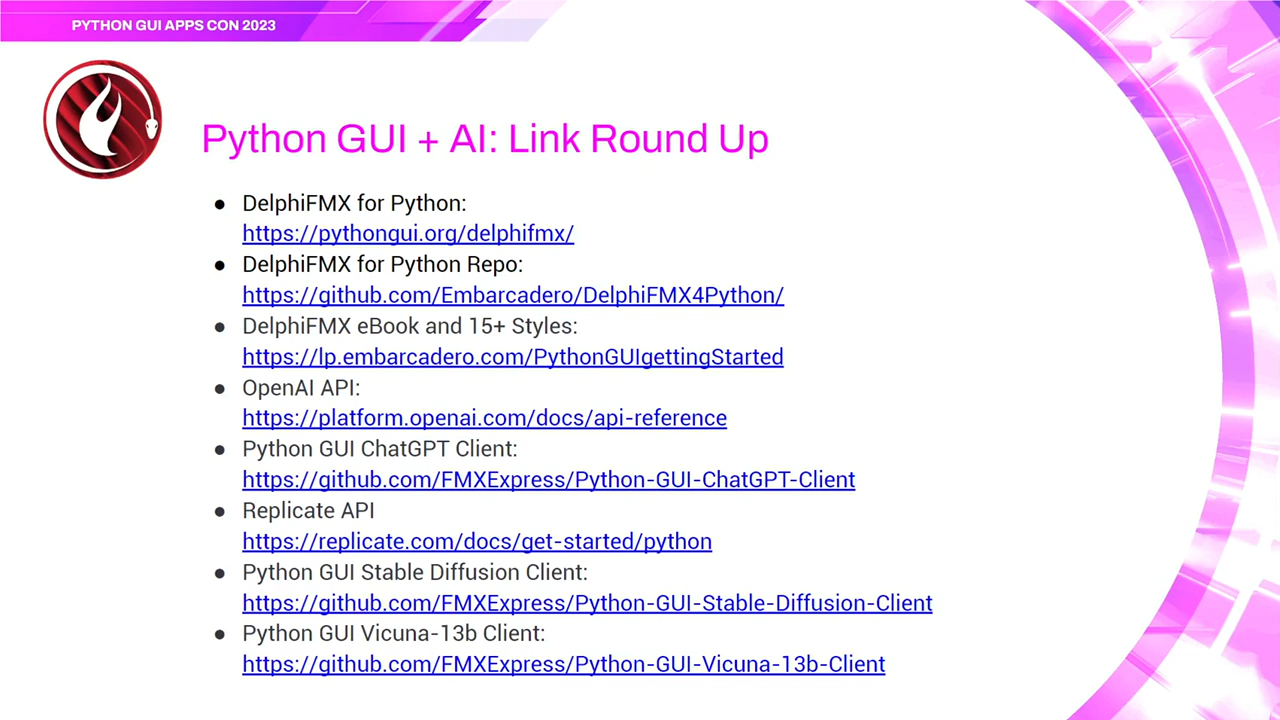 PYTHON GUI APPS CON 2023
Python GUI + AI: Link Round Up
● DelphiFMX for Python:
https://pythongui.org/delphifmx/
● DelphiFMX for Python Repo:
https://github.com/Embarcadero/DelphiFMX4Python/
● DelphiFMX eBook and 15+ Styles:
https://lp.embarcadero.com/PythonGUIgettingStarted
● OpenAI API:
https://platform.openai.com/docs/api-reference
● Python GUI ChatGPT Client:
https://github.com/FMXExpress/Python-GUI-ChatGPT-Client
● Replicate API
https://replicate.com/docs/get-started/python
● Python GUI Stable Diffusion Client:
https://github.com/FMXExpress/Python-GUI-Stable-Diffusion-Client
● Python GUI Vicuna-13b Client:
https://github.com/FMXExpress/Python-GUI-Vicuna-13b-Client